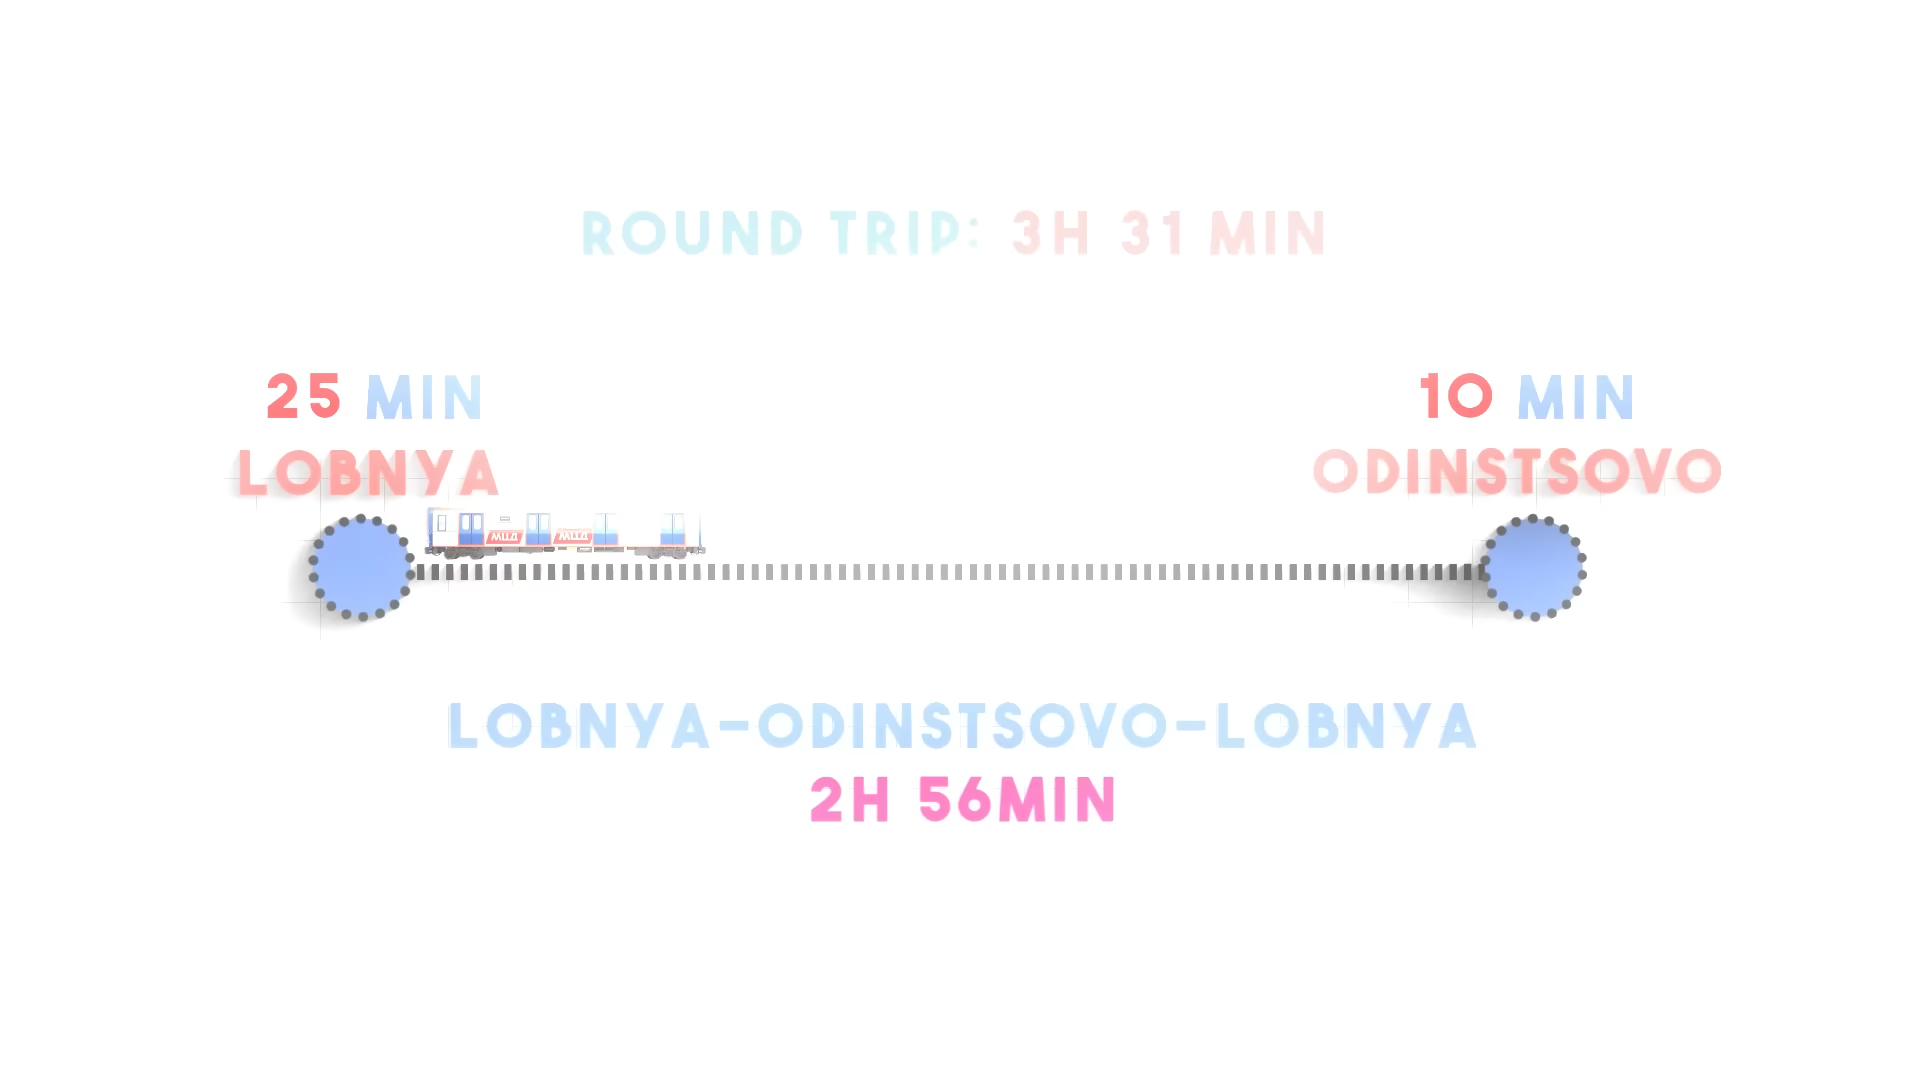 ROUND TRIP: 3H 31 MIN
25 MIN
LOBNYA
10 MIN
ODINSTSOVO
LOBNYA-ODINSTSOVO-LOBNYA
2H 56MIN